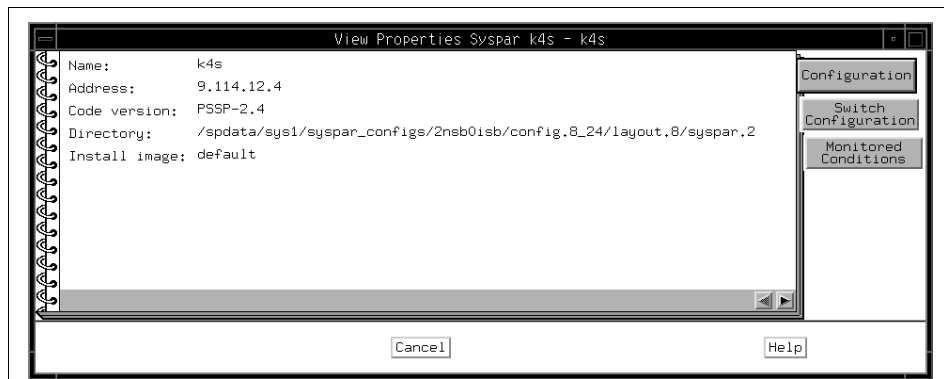 View Properties Syspar k4s - k4s
Name: k4s
Address: 9.114.12.4
Code version: PSSP-2.4
Directory: /spdata/sys1/syspar_configs/2nsb0isb/config.8_24/layout.8/syspar.2
Install image: default
Configuration
Switch
Configuration
Monitored
Conditions
Cancel
Help